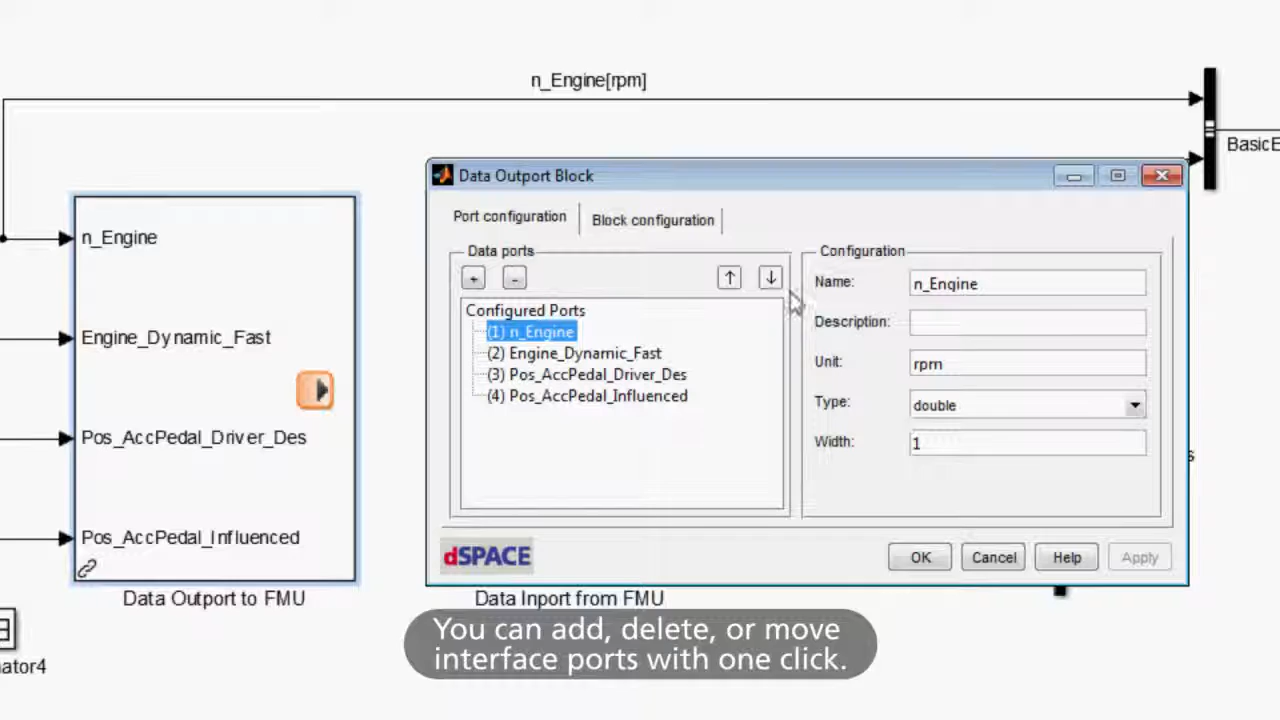 n_Engine[rpm]
BasicE
n_Engine
Engine_Dynamic_Fast
Pos_AccPedal_Driver_Des
Pos_AccPedal_Influenced
Data Outport to FMU
ator4
Data Outport Block
Port configuration
Block configuration
Data ports
+
-
Configured Ports
(1) n_Engine
(2) Engine_Dynamic_Fast
(3) Pos_AccPedal_Driver_Des
(4) Pos_AccPedal_Influenced
Configuration
Name: n_Engine
Description:
Unit: rpm
Type: double
Width: 1
s
dSPACE
OK
Cancel
Help
Apply
Data Inport from FMU
You can add, delete, or move
interface ports with one click.